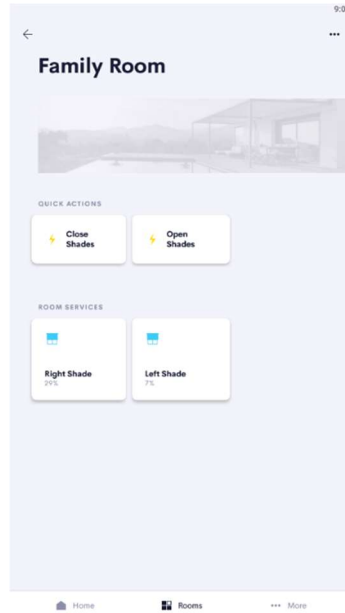 9:0
Family Room
QUICK ACTIONS
Close
Shades
Open
Shades
ROOM SERVICES
Right Shade
29%
Left Shade
7%
Home
Rooms
More